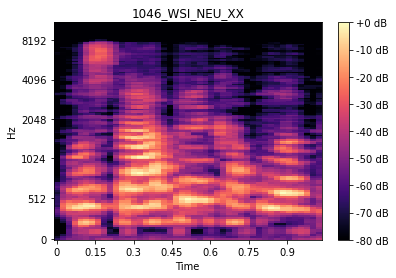 1046_WSI_NEU_XX
8192
4096
2048
1024
512
0
Hz
0
0.15
0.3
0.45
0.6
0.75
0.9
Time
+0 dB
-10 dB
-20 dB
-30 dB
-40 dB
-50 dB
-60 dB
-70 dB
-80 dB